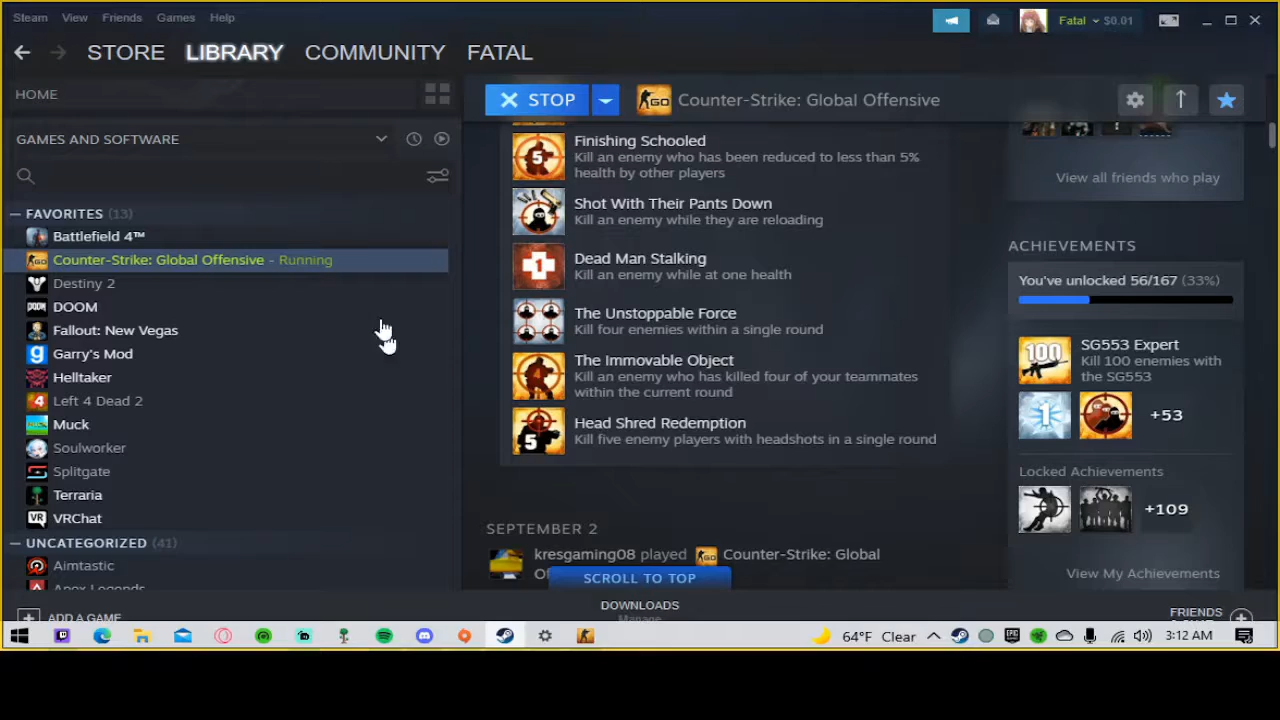 Steam View Friends Games Help
Fatal $0.01
STORE LIBRARY COMMUNITY FATAL
HOME
STOP
GO
Counter-Strike: Global Offensive
GAMES AND SOFTWARE
FAVORITES (13)
Battlefield 4™
Counter-Strike: Global Offensive - Running
Destiny 2
DOOM
Fallout: New Vegas
Garry's Mod
Helltaker
Left 4 Dead 2
Muck
Soulworker
Splitgate
Terraria
VRChat
UNCATEGORIZED (41)
Aimtastic
Apex Legends
ADD A GAME
Finishing Schooled
Kill an enemy who has been reduced to less than 5%
health by other players
Shot With Their Pants Down
Kill an enemy while they are reloading
Dead Man Stalking
Kill an enemy while at one health
The Unstoppable Force
Kill four enemies within a single round
The Immovable Object
Kill an enemy who has killed four of your teammates
within the current round
Head Shred Redemption
Kill five enemy players with headshots in a single round
SEPTEMBER 2
kresgaming08 played Counter-Strike: Global
SCROLL TO TOP
View all friends who play
ACHIEVEMENTS
You've unlocked 56/167 (33%)
SG553 Expert
Kill 100 enemies with
the SG553
+53
Locked Achievements
+109
View My Achievements
DOWNLOADS
Manage
FRIENDS
64°F Clear
3:12 AM